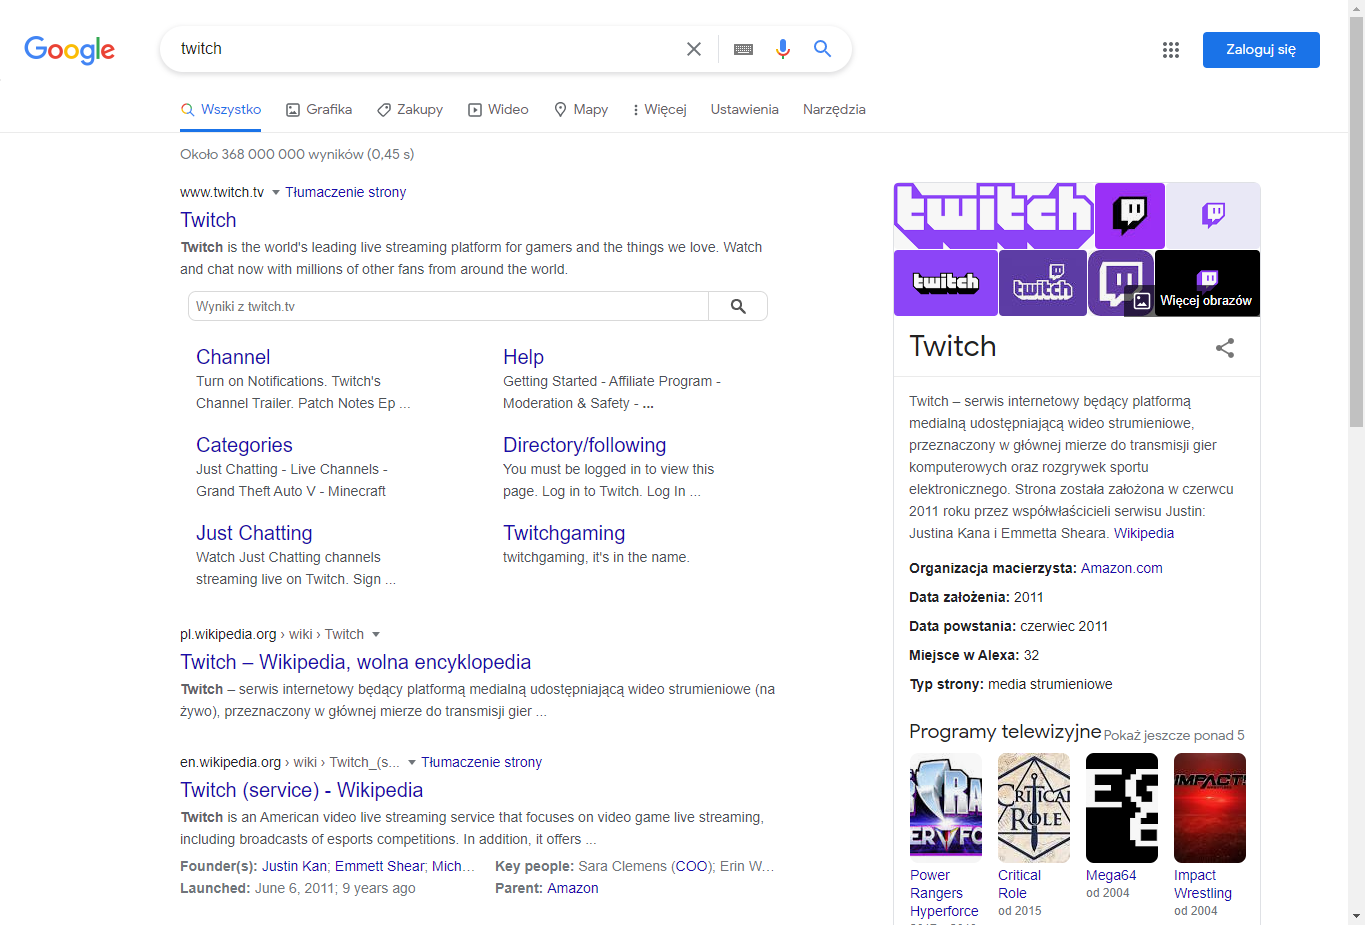 Google
twitch
Zaloguj się
Wszystko
Grafika
Zakupy
Wideo
Mapy
Więcej
Ustawienia
Narzędzia
Około 368 000 000 wyników (0,45 s)
www.twitch.tv Tłumaczenie strony
Twitch
Twitch is the world's leading live streaming platform for gamers and the things we love. Watch
and chat now with millions of other fans from around the world.
Wyniki z twitch.tv
Channel
Turn on Notifications. Twitch's
Channel Trailer. Patch Notes Ep ...
Help
Getting Started - Affiliate Program -
Moderation & Safety - ...
Categories
Just Chatting - Live Channels -
Grand Theft Auto V - Minecraft
Directory/following
You must be logged in to view this
page. Log in to Twitch. Log In ...
Just Chatting
Watch Just Chatting channels
streaming live on Twitch. Sign ...
Twitchgaming
twitchgaming, it's in the name.
pl.wikipedia.org › wiki › Twitch
Twitch – Wikipedia, wolna encyklopedia
Twitch – serwis internetowy będący platformą medialną udostępniającą wideo strumieniowe (na
żywo), przeznaczony w głównej mierze do transmisji gier ...
en.wikipedia.org › wiki › Twitch_(s... Tłumaczenie strony
Twitch (service) - Wikipedia
Twitch is an American video live streaming service that focuses on video game live streaming,
including broadcasts of esports competitions. In addition, it offers ...
Founder(s): Justin Kan; Emmett Shear; Mich...
Key people: Sara Clemens (COO); Erin W...
Launched: June 6, 2011; 9 years ago
Parent: Amazon
twitch
twitch
twitch
Więcej obrazów
Twitch
Twitch – serwis internetowy będący platformą
medialną udostępniającą wideo strumieniowe,
przeznaczony w głównej mierze do transmisji gier
komputerowych oraz rozgrywek sportu
elektronicznego. Strona została założona w czerwcu
2011 roku przez współwłaścicieli serwisu Justin:
Justina Kana i Emmetta Sheara. Wikipedia
Organizacja macierzysta: Amazon.com
Data założenia: 2011
Data powstania: czerwiec 2011
Miejsce w Alexa: 32
Typ strony: media strumieniowe
Programy telewizyjne
Pokaż jeszcze ponad 5
CRITICAL
ROLE
IMPACT!
Power
Rangers
Hyperforce
Critical
Role
od 2015
Mega64
od 2004
Impact
Wrestling
od 2004